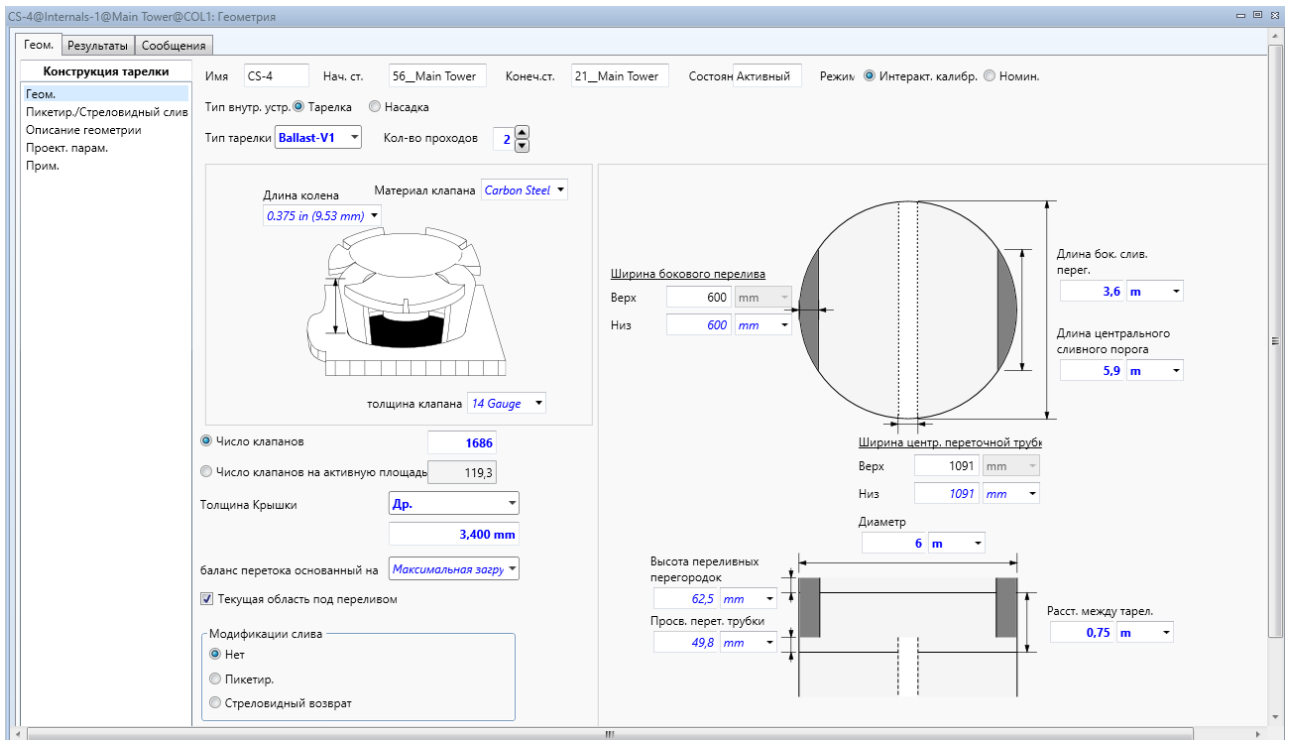 CS-4@Internals-1@Main Tower@COL1: Геометрия
Геом. Результаты Сообщения
Конструкция тарелки
Геом.
Пикетир./Стреловидный слив
Описание геометрии
Проект. парам.
Прим.
Имя CS-4 Нач. ст. 56__Main Tower Конеч.ст. 21__Main Tower Состоян Активный Режим Интеракт. калибр. Номин.
Тип внутр. устр. Тарелка Насадка
Тип тарелки Ballast-V1 Кол-во проходов 2
Длина колена
0.375 in (9.53 mm)
Материал клапана Carbon Steel
толщина клапана 14 Gauge
Число клапанов 1686
Число клапанов на активную площадь 119,3
Толщина Крышки Др.
3,400 mm
баланс перетока основанный на Максимальная загру
Текущая область под переливом
Модификации слива
Нет
Пикетир.
Стреловидный возврат
Ширина бокового перелива
Верх 600 mm
Низ 600 mm
Длина бок. слив.
перег.
3,6 m
Длина центрального
сливного порога
5,9 m
Ширина центр. переточной трубк
Верх 1091 mm
Низ 1091 mm
Диаметр
6 m
Высота переливных
перегородок
62,5 mm
Просв. перет. трубки
49,8 mm
Расст. между тарел.
0,75 m